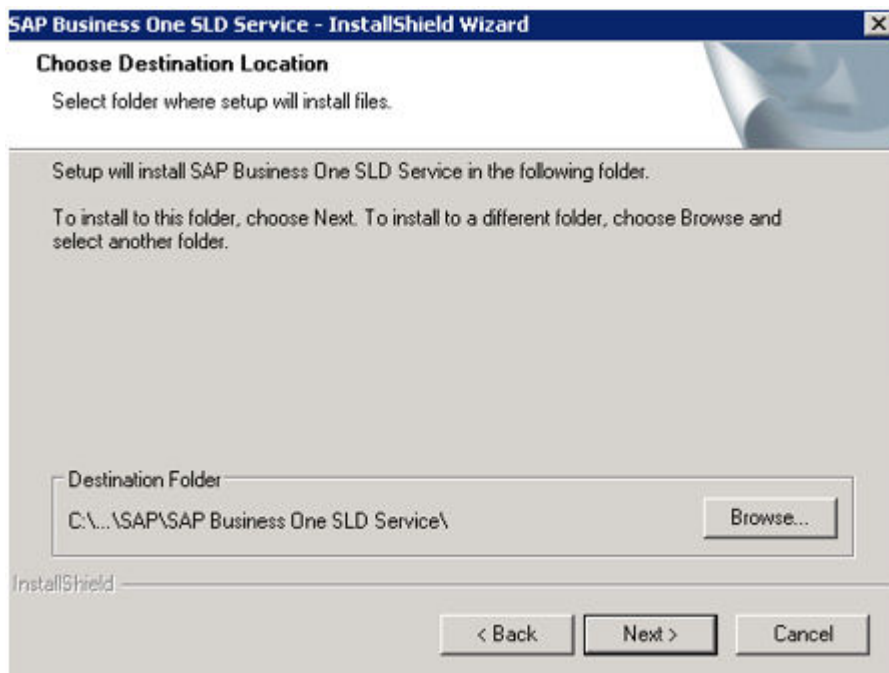 SAP Business One SLD Service - InstallShield Wizard
Choose Destination Location
Select folder where setup will install files.
Setup will install SAP Business One SLD Service in the following folder.
To install to this folder, choose Next. To install to a different folder, choose Browse and
select another folder.
Destination Folder
C:\...\SAP\SAP Business One SLD Service\
Browse...
InstallShield
< Back
Next >
Cancel